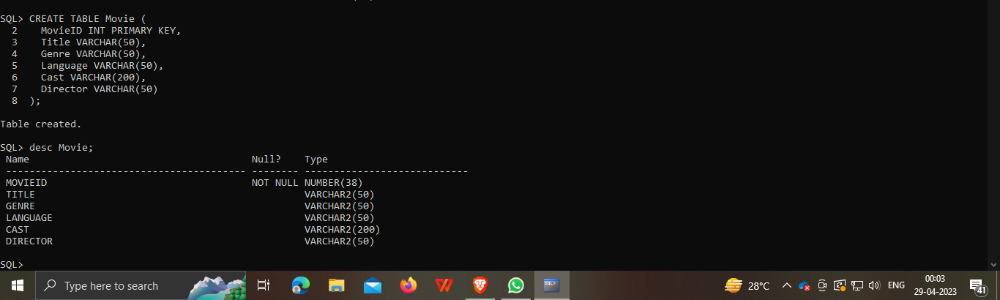 SQL> CREATE TABLE Movie (
  2    MovieID INT PRIMARY KEY,
  3    Title VARCHAR(50),
  4    Genre VARCHAR(50),
  5    Language VARCHAR(50),
  6    Cast VARCHAR(200),
  7    Director VARCHAR(50)
  8  );
Table created.
SQL> desc Movie;
 Name                                      Null?    Type
 ----------------------------------------- -------- ----------------------------
 MOVIEID                                   NOT NULL NUMBER(38)
 TITLE                                              VARCHAR2(50)
 GENRE                                              VARCHAR2(50)
 LANGUAGE                                           VARCHAR2(50)
 CAST                                               VARCHAR2(200)
 DIRECTOR                                           VARCHAR2(50)
SQL>
Type here to search
28°C
ENG
00:03
29-04-2023
41